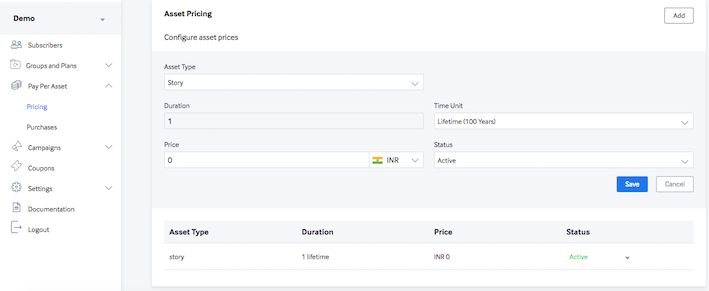 Demo
Subscribers
Groups and Plans
Pay Per Asset
Pricing
Purchases
Campaigns
Coupons
Settings
Documentation
Logout
Asset Pricing
Add
Configure asset prices
Asset Type
Story
Duration Time Unit
1 Lifetime (100 Years)
Price Status
0 INR Active
Save Cancel
Asset Type Duration Price Status
story 1 lifetime INR 0 Active